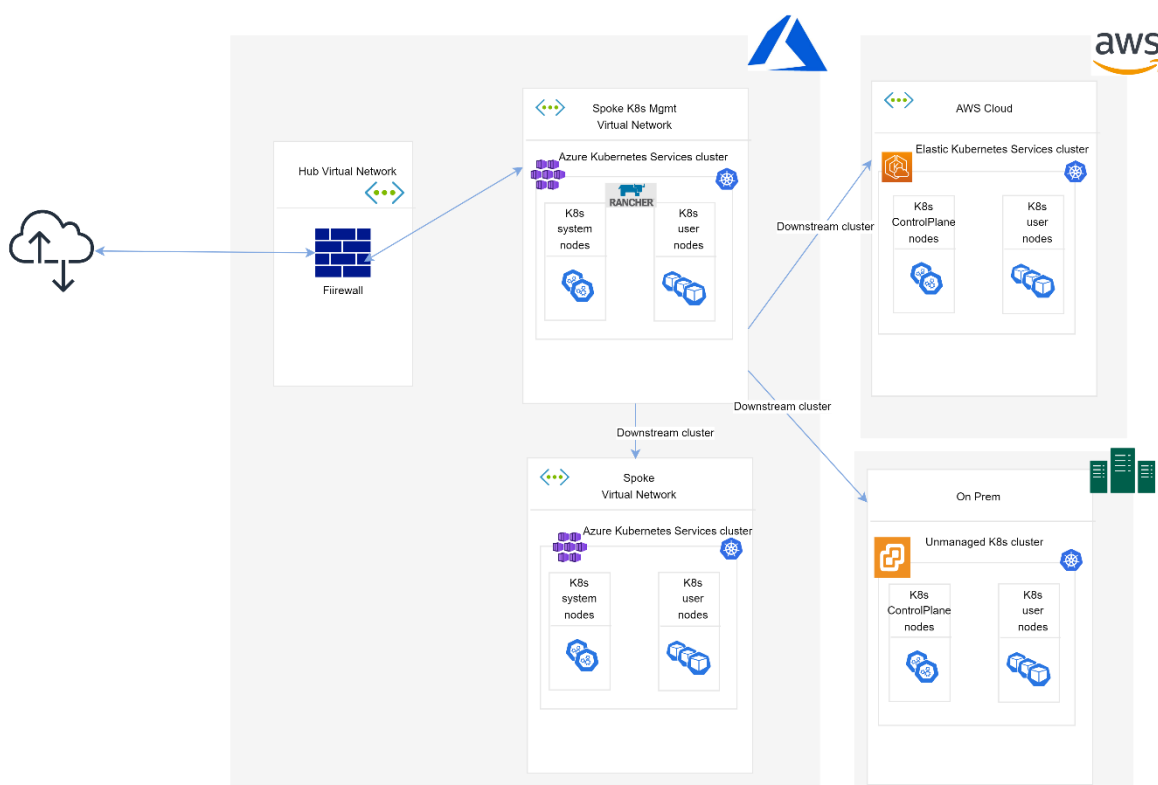 aws
Hub Virtual Network
Fiirewall
Spoke K8s Mgmt
Virtual Network
Azure Kubernetes Services cluster
RANCHER
K8s
system
nodes
K8s
user
nodes
Downstream cluster
AWS Cloud
Elastic Kubernetes Services cluster
K8s
ControlPlane
nodes
K8s
user
nodes
Downstream cluster
Downstream cluster
Spoke
Virtual Network
Azure Kubernetes Services cluster
K8s
system
nodes
K8s
user
nodes
On Prem
Unmanaged K8s cluster
K8s
ControlPlane
nodes
K8s
user
nodes